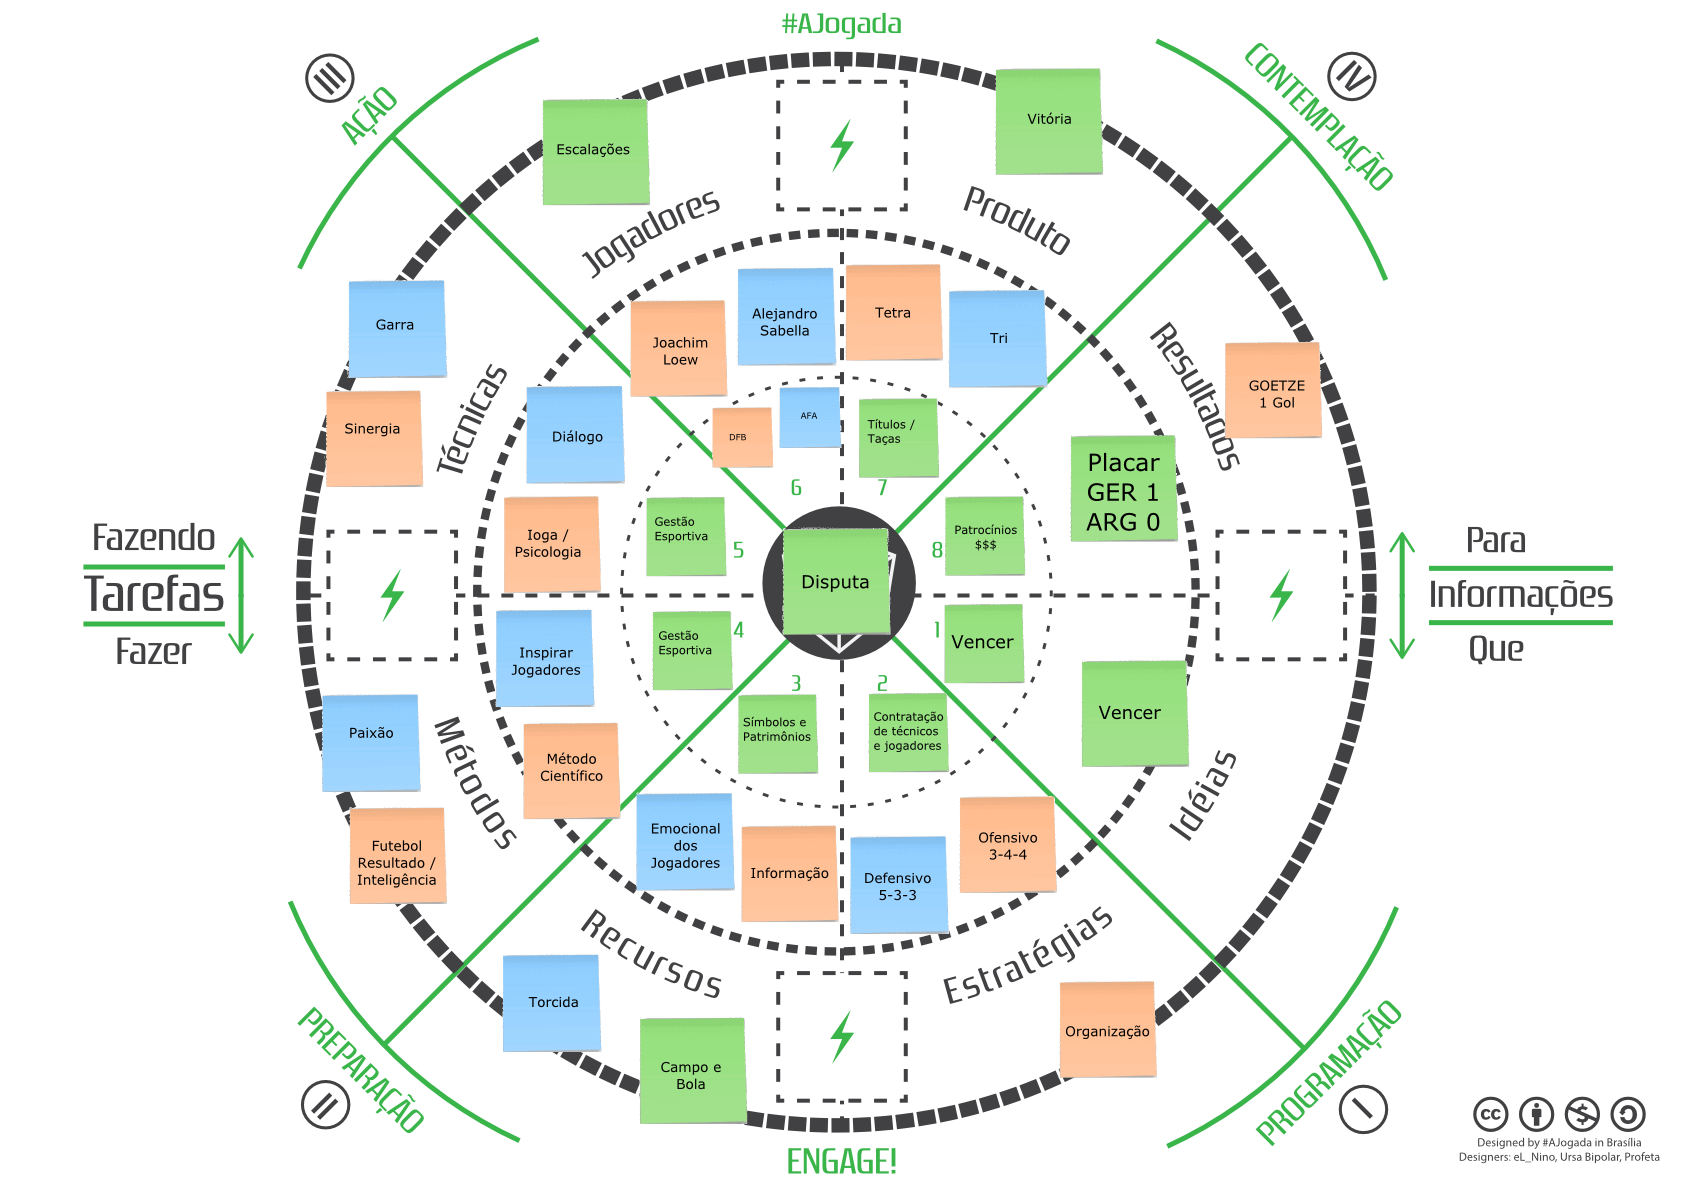 #AJogada
III
AÇÃO
IV
CONTEMPLAÇÃO
Escalações
Vitória
Jogadores
Produto
Garra
Sinergia
Técnicas
Joachim
Loew
Alejandro
Sabella
Tetra
Tri
Resultados
GOETZE
1 Gol
Diálogo
DFB
AFA
Títulos /
Taças
Placar
GER 1
ARG 0
6
7
Ioga /
Psicologia
Gestão
Esportiva
5
8
Patrocínios
$$$
Fazendo
Tarefas
Fazer
Disputa
Para
Informações
Que
Inspirar
Jogadores
Gestão
Esportiva
4
1
Vencer
Vencer
3
2
Paixão
Métodos
Método
Científico
Símbolos e
Patrimônios
Contratação
de técnicos
e jogadores
Idéias
Futebol
Resultado /
Inteligência
Emocional
dos
Jogadores
Informação
Defensivo
5-3-3
Ofensivo
3-4-4
Recursos
Estratégias
Torcida
Campo e
Bola
Organização
PREPARAÇÃO
II
PROGRAMAÇÃO
I
ENGAGE!
cc
Designed by #AJogada in Brasília
Designers: eL_Nino, Ursa Bipolar, Profeta